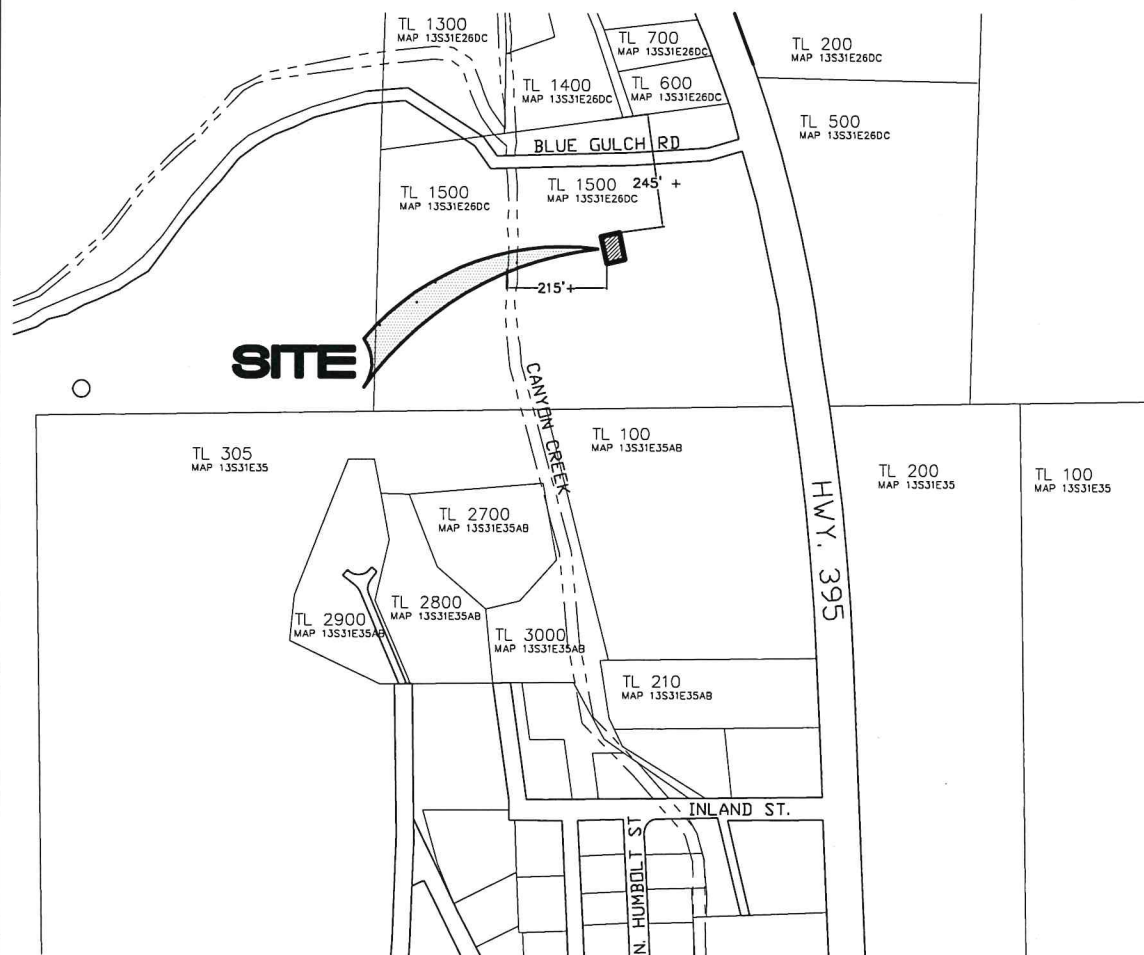 TL 1300
MAP 13S31E26DC
TL 700
MAP 13S31E26DC
TL 200
MAP 13S31E26DC
TL 1400
MAP 13S31E26DC
TL 600
MAP 13S31E26DC
TL 500
MAP 13S31E26DC
BLUE GULCH RD
TL 1500
MAP 13S31E26DC
TL 1500
MAP 13S31E26DC
245' +
215'+
SITE
CANYON CREEK
TL 305
MAP 13S31E35
TL 100
MAP 13S31E35AB
TL 200
MAP 13S31E35
TL 100
MAP 13S31E35
HWY. 395
TL 2700
MAP 13S31E35AB
TL 2800
MAP 13S31E35AB
TL 2900
MAP 13S31E35AB
TL 3000
MAP 13S31E35AB
TL 210
MAP 13S31E35AB
INLAND ST.
N. HUMBOLT ST